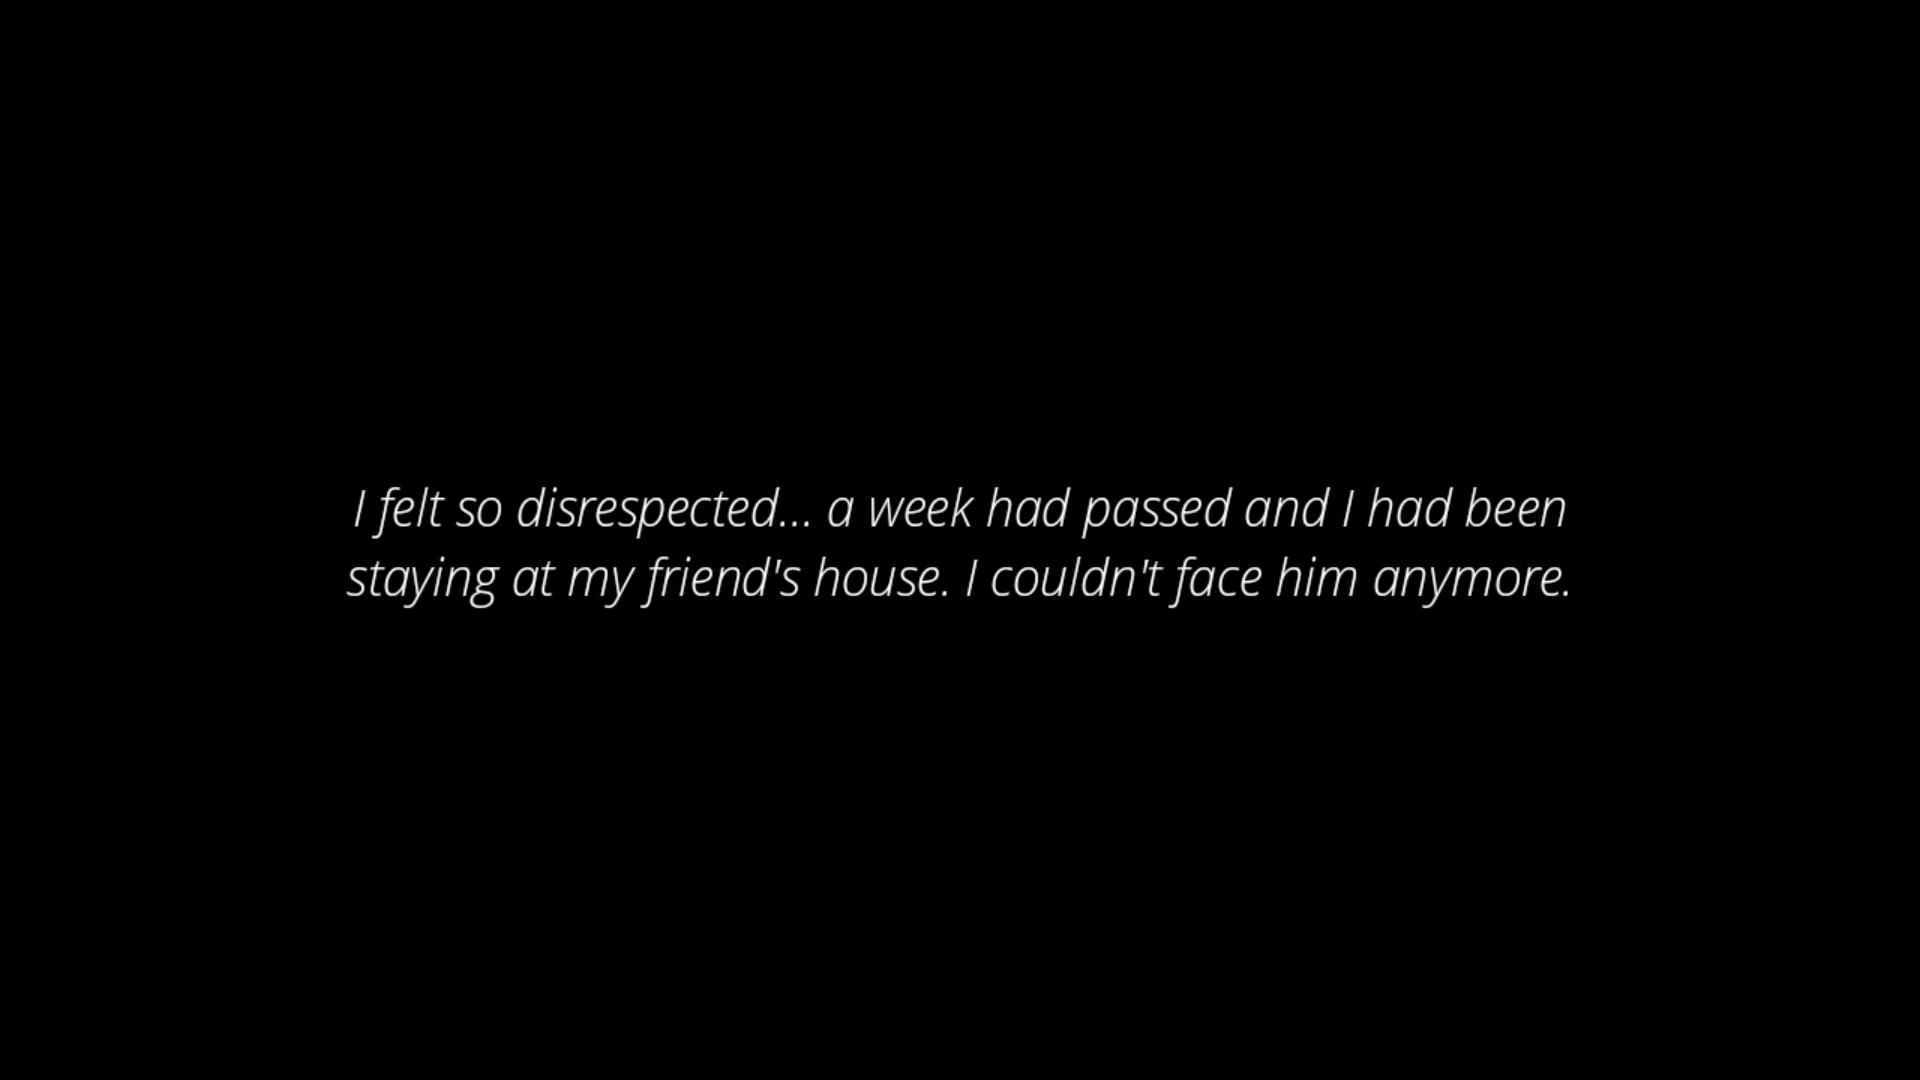 I felt so disrespected... a week had passed and I had been
staying at my friend's house. I couldn't face him anymore.